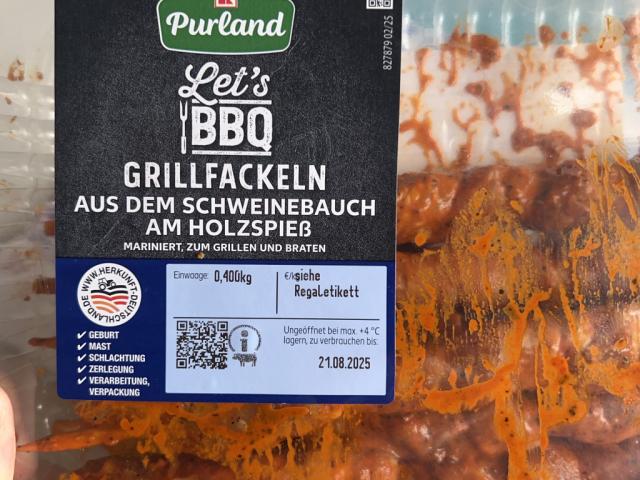 K
Purland
Let's
BBQ
GRILLFACKELN
AUS DEM SCHWEINEBAUCH
AM HOLZSPIEß
MARINIERT, ZUM GRILLEN UND BRATEN
827879 02/25
WWW.HERKUNFT-DEUTSCHLAND.DE
✔ GEBURT
✔ MAST
✔ SCHLACHTUNG
✔ ZERLEGUNG
✔ VERARBEITUNG,
VERPACKUNG
Einwaage: 0,400kg
€/kg siehe
Regaletikett
Ungeöffnet bei max. +4 °C
lagern, zu verbrauchen bis:
21.08.2025